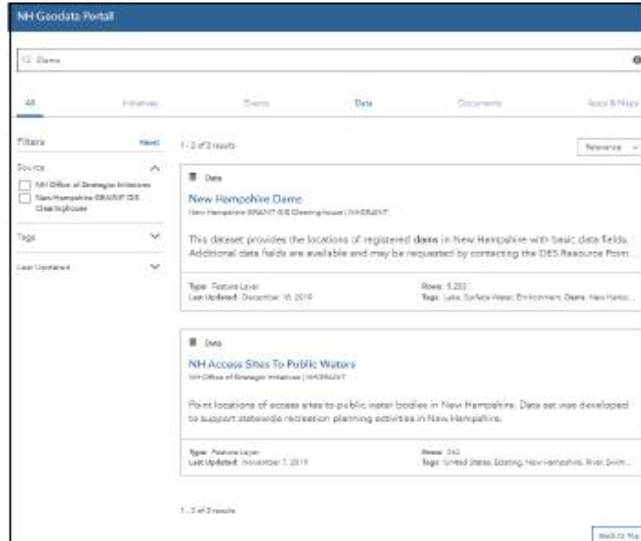 NH Geodata Portal
Dams
All Initiatives Events Data Documents Apps & Maps
Filters Reset
1 - 2 of 2 results
Relevance
Source
NH Office of Strategic Initiatives
New Hampshire GRANIT GIS
Clearinghouse
Tags
Last Updated
Data
New Hampshire Dams
New Hampshire GRANIT GIS Clearinghouse | NHGRANIT
This dataset provides the locations of registered dams in New Hampshire with basic data fields.
Additional data fields are available and may be requested by contacting the DES Resource Point...
Type: Feature Layer
Last Updated: December 18, 2019
Rows:
Tags: Lake, Surface Water, Environment, Dams, New Hamp...
Data
NH Access Sites To Public Waters
NH Office of Strategic Initiatives | NHGRANIT
Point locations of access sites to public water bodies in New Hampshire. Data set was developed
to support statewide recreation planning activities in New Hampshire.
Type: Feature Layer
Last Updated: November 7, 2019
Rows:
Tags: United States, Existing, New Hampshire, River, Swim...
1 - 2 of 2 results
Back to Top